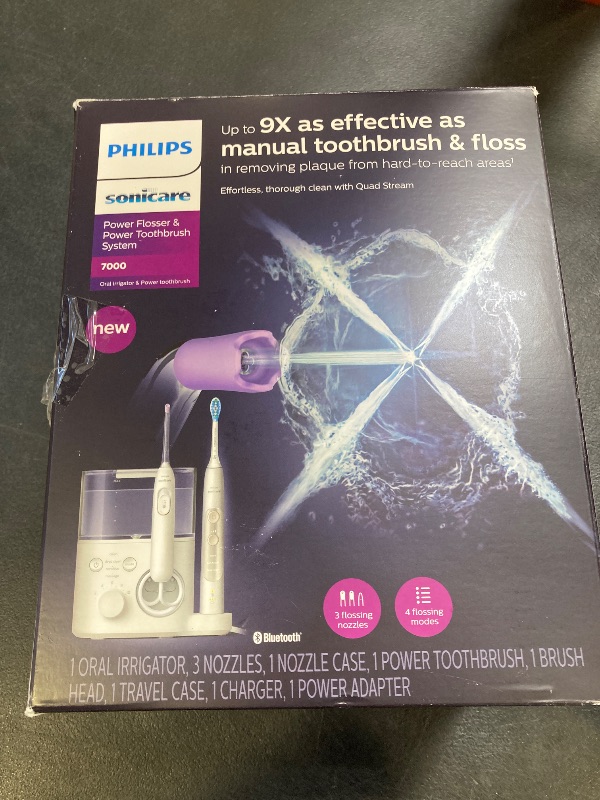 PHILIPS
sonicare
Power Flosser &
Power Toothbrush
System
7000
Oral Irrigator & Power toothbrush
new
Up to 9X as effective as
manual toothbrush & floss
in removing plaque from hard-to-reach areas¹
Effortless, thorough clean with Quad Stream
3 flossing
nozzles
4 flossing
modes
Bluetooth®
1 ORAL IRRIGATOR, 3 NOZZLES, 1 NOZZLE CASE, 1 POWER TOOTHBRUSH, 1 BRUSH
HEAD, 1 TRAVEL CASE, 1 CHARGER, 1 POWER ADAPTER